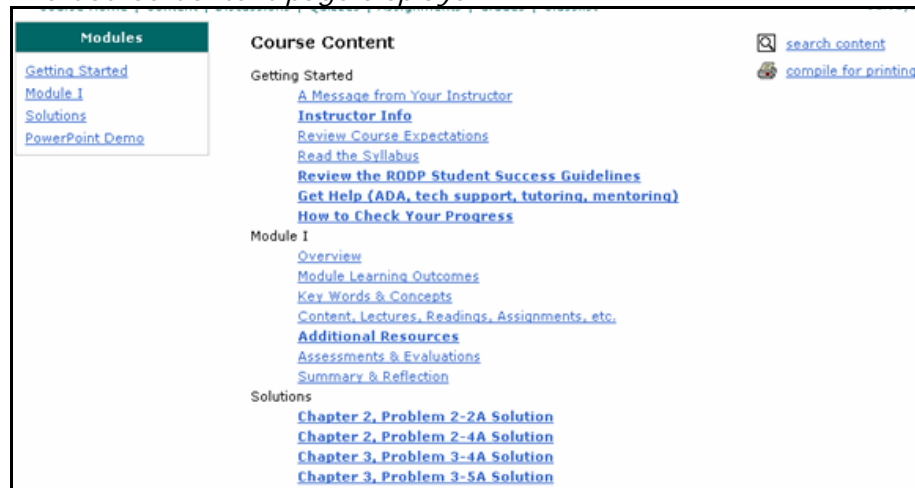 Modules
Getting Started
Module I
Solutions
PowerPoint Demo
Course Content
Getting Started
A Message from Your Instructor
Instructor Info
Review Course Expectations
Read the Syllabus
Review the RODP Student Success Guidelines
Get Help (ADA, tech support, tutoring, mentoring)
How to Check Your Progress
Module I
Overview
Module Learning Outcomes
Key Words & Concepts
Content, Lectures, Readings, Assignments, etc.
Additional Resources
Assessments & Evaluations
Summary & Reflection
Solutions
Chapter 2, Problem 2-2A Solution
Chapter 2, Problem 2-4A Solution
Chapter 3, Problem 3-4A Solution
Chapter 3, Problem 3-5A Solution
search content
compile for printing